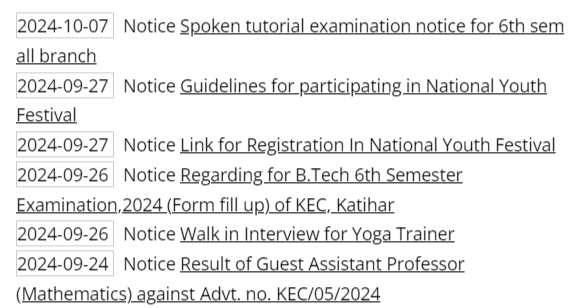 2024-10-07 Notice Spoken tutorial examination notice for 6th sem
all branch
2024-09-27 Notice Guidelines for participating in National Youth
Festival
2024-09-27 Notice Link for Registration In National Youth Festival
2024-09-26 Notice Regarding for B.Tech 6th Semester
Examination,2024 (Form fill up) of KEC, Katihar
2024-09-26 Notice Walk in Interview for Yoga Trainer
2024-09-24 Notice Result of Guest Assistant Professor
(Mathematics) against Advt. no. KEC/05/2024